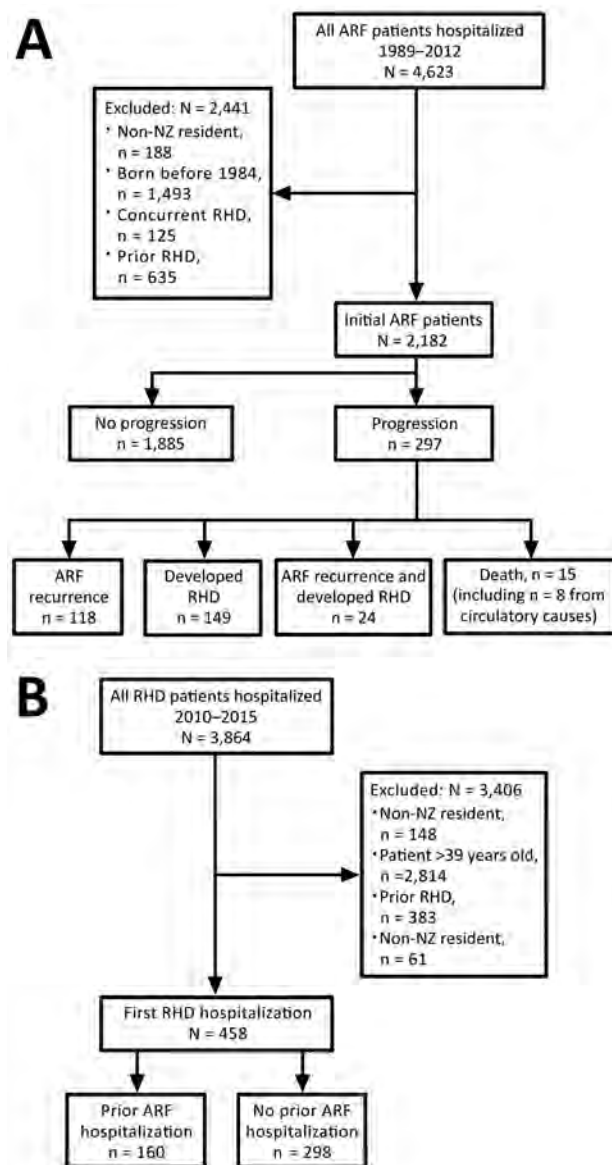 A
All ARF patients hospitalized
1989–2012
N = 4,623
Excluded: N = 2,441
· Non-NZ resident,
n = 188
· Born before 1984,
n = 1,493
· Concurrent RHD,
n = 125
· Prior RHD,
n = 635
Initial ARF patients
N = 2,182
No progression
n = 1,885
Progression
n = 297
ARF
recurrence
n = 118
Developed
RHD
n = 149
ARF recurrence and
developed RHD
n = 24
Death, n = 15
(including n = 8 from
circulatory causes)
B
All RHD patients hospitalized
2010–2015
N = 3,864
Excluded: N = 3,406
·Non-NZ resident,
n = 148
·Patient >39 years old,
n =2,814
·Prior RHD,
n = 383
·Non-NZ resident,
n = 61
First RHD hospitalization
N = 458
Prior ARF
hospitalization
n = 160
No prior ARF
hospitalization
n = 298